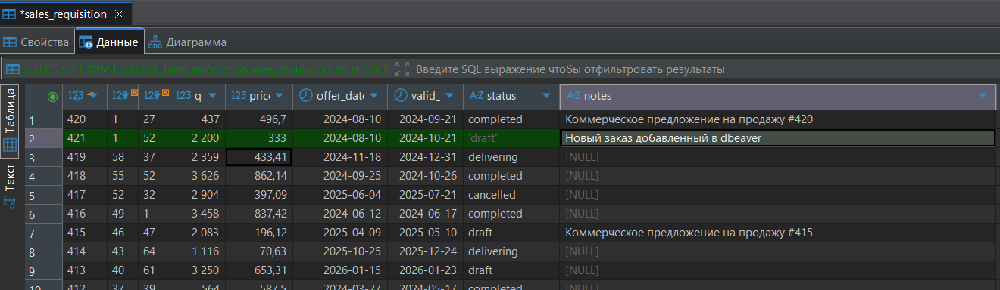 *sales_requisition
Свойства Данные Диаграмма
SELECT sr.* FROM 11254268_farm_association.sales_requisition AS sr ORD Введите SQL выражение чтобы отфильтровать результаты
Таблица
Текст
123 123 123 123 q 123 price offer_date valid_ A-Z status A-Z notes
1 420 1 27 437 496,7 2024-08-10 2024-09-21 completed Коммерческое предложение на продажу #420
2 421 1 52 2 200 333 2024-08-10 2024-10-21 'draft' Новый заказ добавленный в dbeaver
3 419 58 37 2 359 433,41 2024-11-18 2024-12-31 delivering [NULL]
4 418 55 52 3 626 862,14 2024-09-25 2024-10-26 completed [NULL]
5 417 52 32 2 904 397,09 2025-06-04 2025-07-21 cancelled [NULL]
6 416 49 1 3 458 837,42 2024-06-12 2024-06-17 completed [NULL]
7 415 46 47 2 083 196,12 2025-04-09 2025-05-10 draft Коммерческое предложение на продажу #415
8 414 43 64 1 116 70,63 2025-10-25 2025-12-24 delivering [NULL]
9 413 40 61 3 250 653,31 2026-01-15 2026-01-23 draft [NULL]
10 412 37 39 564 587,5 2024-03-27 2024-05-17 completed [NULL]